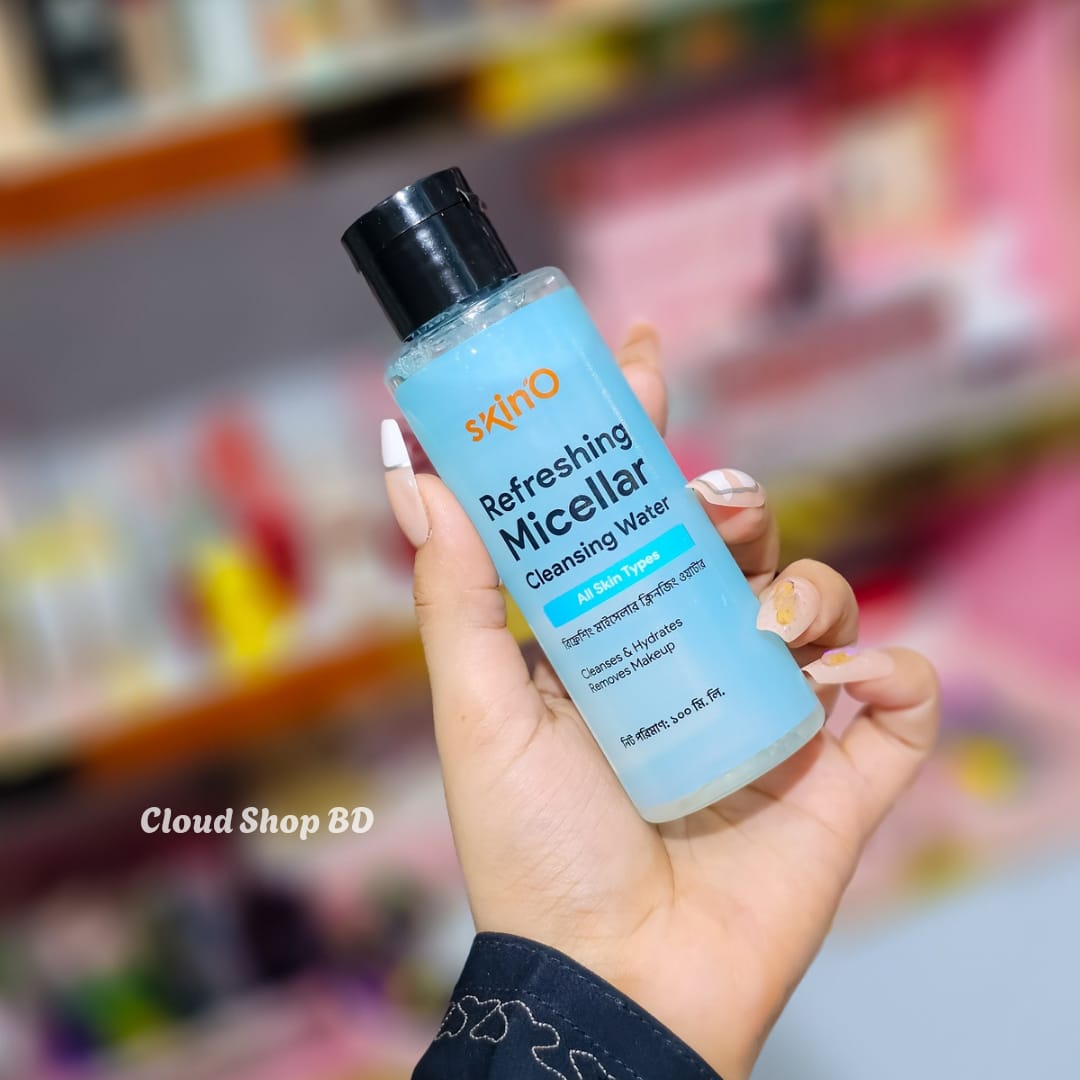 skin'O
Refreshing
Micellar
Cleansing Water
All Skin Types
রিফ্রেশিং মাইসেলার ক্লিনজিং ওয়াটার
Cleanses & Hydrates
Removes Makeup
নিট পরিমাণ: ১০০ মি. লি.
Cloud Shop BD